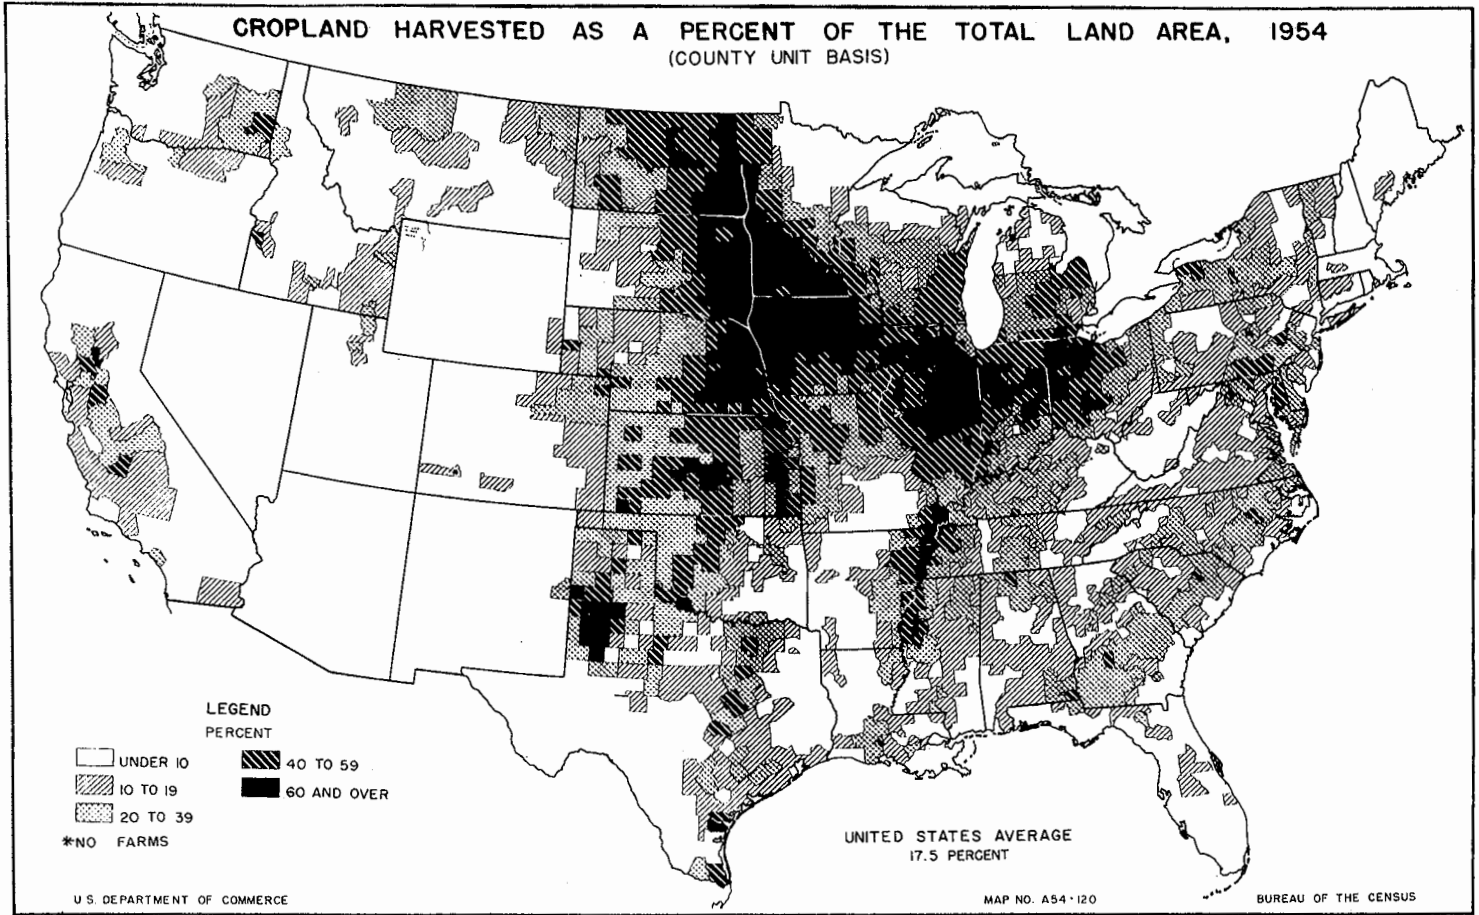 CROPLAND HARVESTED AS A PERCENT OF THE TOTAL LAND AREA, 1954
(COUNTY UNIT BASIS)
LEGEND
PERCENT
UNDER 10
10 TO 19
20 TO 39
*NO FARMS
40 TO 59
60 AND OVER
UNITED STATES AVERAGE
17.5 PERCENT
U.S. DEPARTMENT OF COMMERCE
MAP NO. A54-120
BUREAU OF THE CENSUS